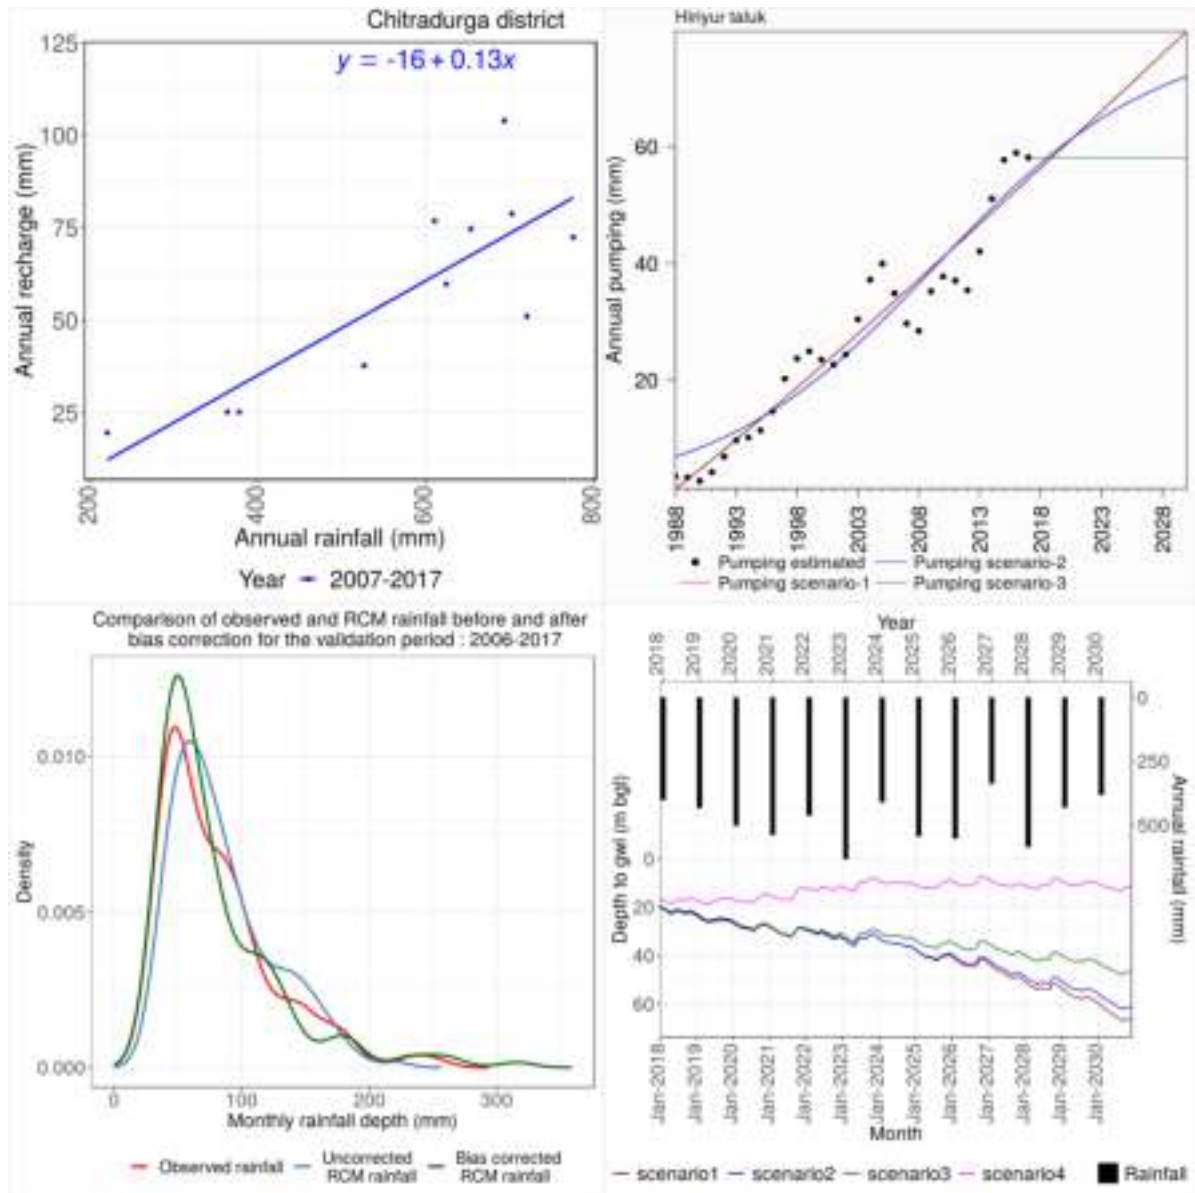 Chitradurga district
y = -16 + 0.13x
125
100
75
50
25
Annual recharge (mm)
200
400
600
800
Annual rainfall (mm)
Year 2007-2017
Hiriyur taluk
60
40
20
Annual pumping (mm)
1988
1993
1998
2003
2008
2013
2018
2023
2028
Pumping estimated Pumping scenario-2
Pumping scenario-1 Pumping scenario-3
Comparison of observed and RCM rainfall before and after
bias correction for the validation period : 2006-2017
0.010
0.005
0.000
Density
0 100 200 300
Monthly rainfall depth (mm)
Observed rainfall
Uncorrected
RCM rainfall
Bias corrected
RCM rainfall
Year
2018
2019
2020
2021
2022
2023
2024
2025
2026
2027
2028
2029
2030
0
250
500
Annual rainfall (mm)
0
20
40
60
Depth to gwl (m bgl)
Jan-2018
Jan-2019
Jan-2020
Jan-2021
Jan-2022
Jan-2023
Jan-2024
Jan-2025
Jan-2026
Jan-2027
Jan-2028
Jan-2029
Jan-2030
Month
scenario1 scenario2 scenario3 scenario4 Rainfall